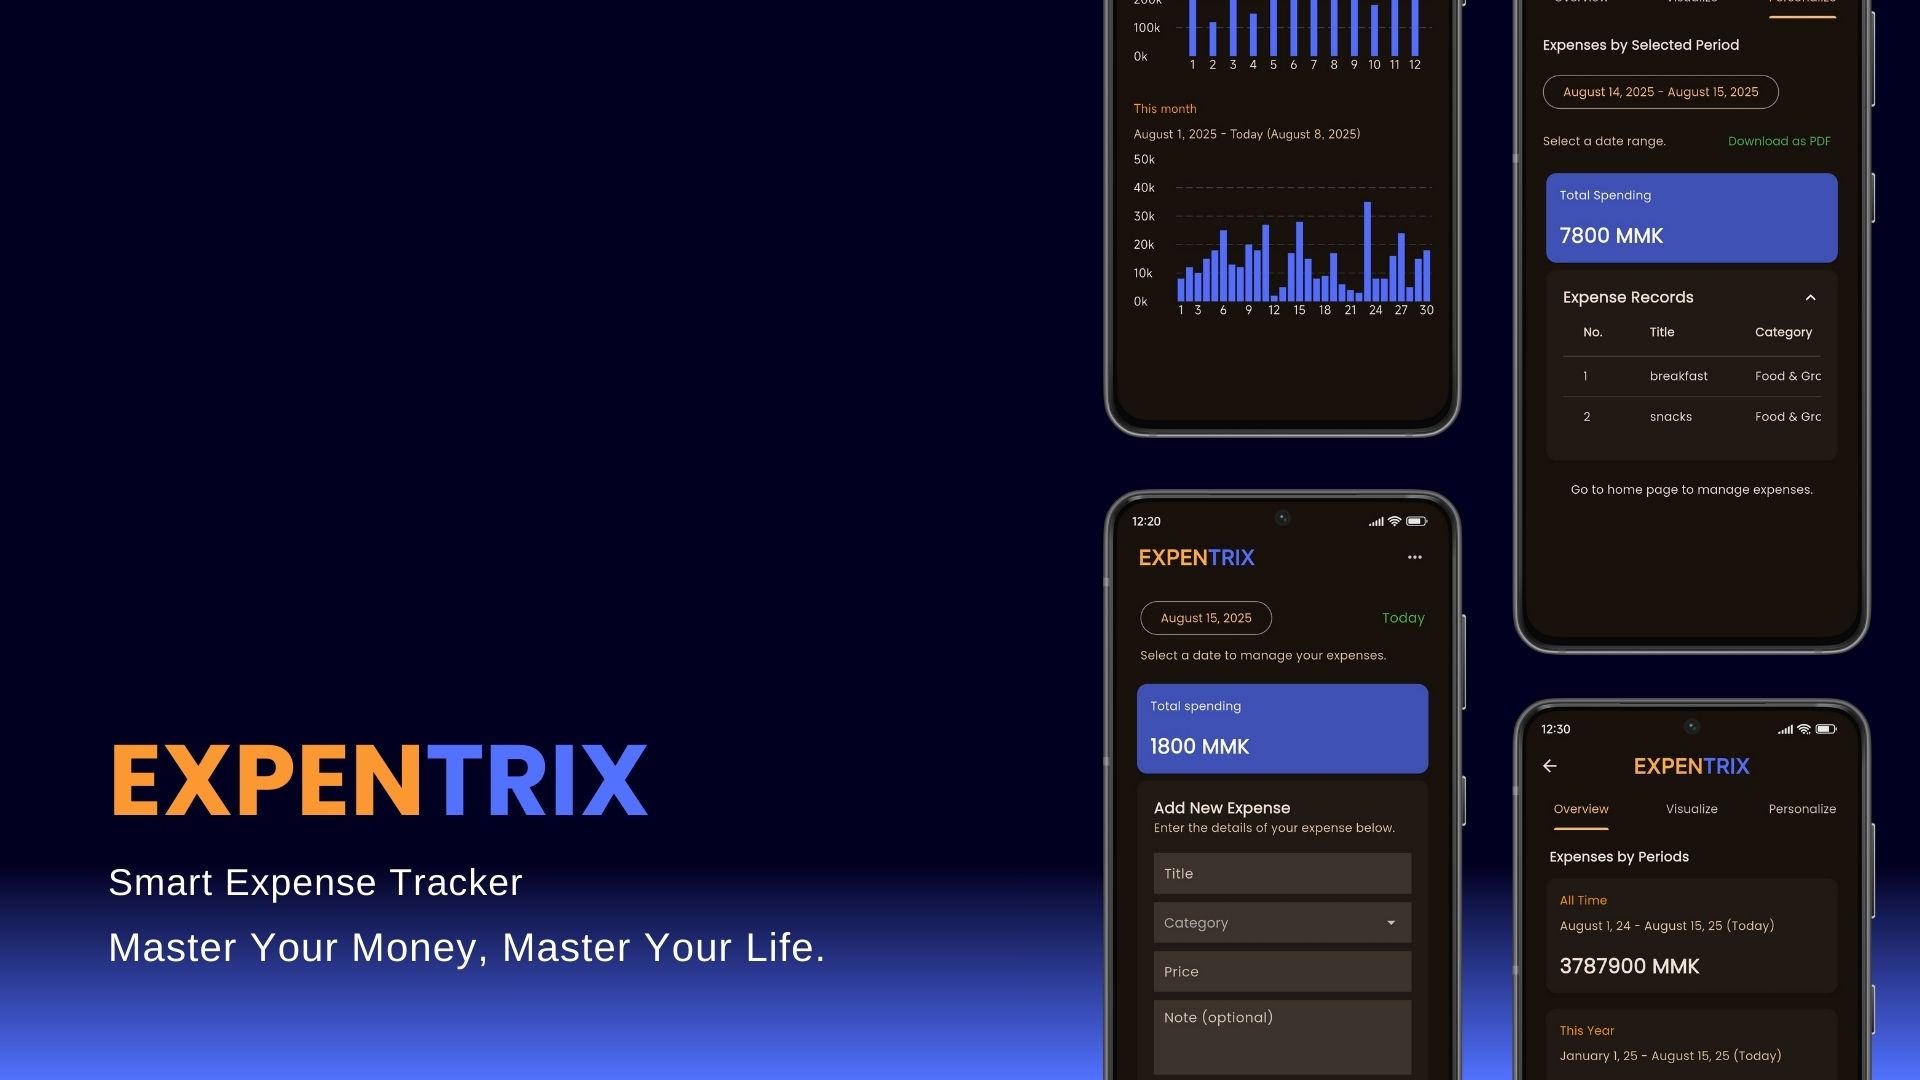 EXPENTRIX
Smart Expense Tracker
Master Your Money, Master Your Life.
100k
0k
1 2 3 4 5 6 7 8 9 10 11 12
This month
August 1, 2025 - Today (August 8, 2025)
50k
40k
30k
20k
10k
0k
1 3 6 9 12 15 18 21 24 27 30
12:20
EXPENTRIX
August 15, 2025 Today
Select a date to manage your expenses.
Total spending
1800 MMK
Add New Expense
Enter the details of your expense below.
Title
Category
Price
Note (optional)
Expenses by Selected Period
August 14, 2025 - August 15, 2025
Select a date range. Download as PDF
Total Spending
7800 MMK
Expense Records
No. Title Category
1 breakfast Food & Grc
2 snacks Food & Grc
Go to home page to manage expenses.
12:30
EXPENTRIX
Overview Visualize Personalize
Expenses by Periods
All Time
August 1, 24 - August 15, 25 (Today)
3787900 MMK
This Year
January 1, 25 - August 15, 25 (Today)